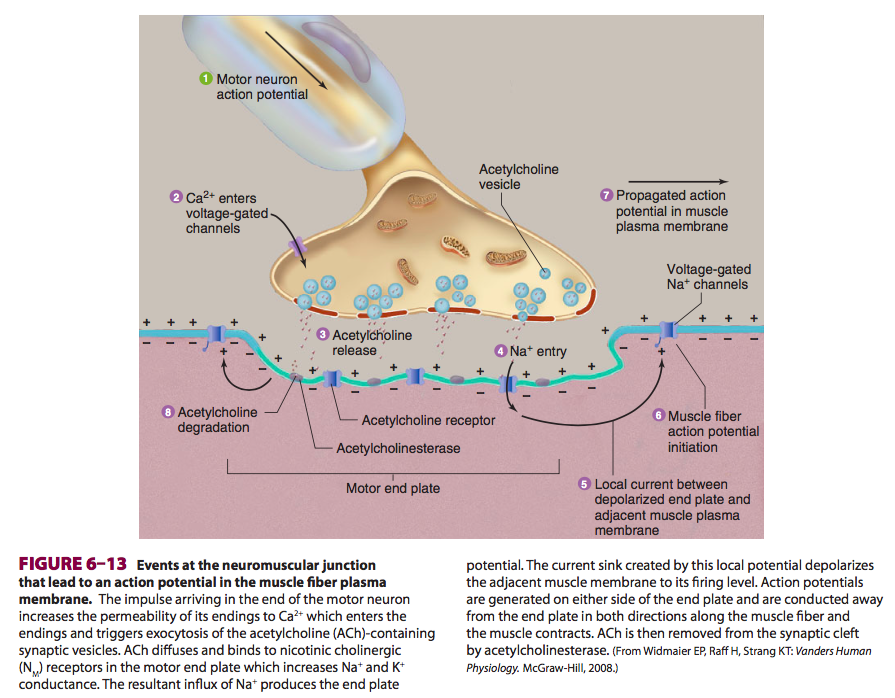 1 Motor neuron
action potential
Acetylcholine
vesicle
2 Ca2+ enters
voltage-gated
channels
7 Propagated action
potential in muscle
plasma membrane
Voltage-gated
Na+ channels
3 Acetylcholine
release
4 Na+ entry
8 Acetylcholine
degradation
Acetylcholine receptor
Acetylcholinesterase
6 Muscle fiber
action potential
initiation
Motor end plate
5 Local current between
depolarized end plate and
adjacent muscle plasma
membrane
FIGURE 6–13 Events at the neuromuscular junction
that lead to an action potential in the muscle fiber plasma
membrane. The impulse arriving in the end of the motor neuron
increases the permeability of its endings to Ca2+ which enters the
endings and triggers exocytosis of the acetylcholine (ACh)-containing
synaptic vesicles. ACh diffuses and binds to nicotinic cholinergic
(NM) receptors in the motor end plate which increases Na+ and K+
conductance. The resultant influx of Na+ produces the end plate
potential. The current sink created by this local potential depolarizes
the adjacent muscle membrane to its firing level. Action potentials
are generated on either side of the end plate and are conducted away
from the end plate in both directions along the muscle fiber and
the muscle contracts. ACh is then removed from the synaptic cleft
by acetylcholinesterase. (From Widmaier EP, Raff H, Strang KT: Vanders Human
Physiology. McGraw-Hill, 2008.)